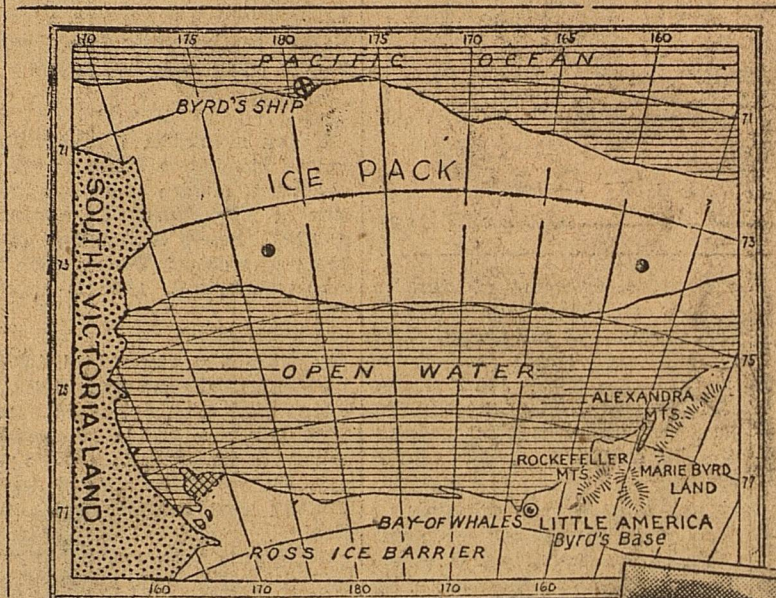 170 175 180 175 170 165 160
PACIFIC OCEAN
BYRD'S SHIP
71
71
ICE PACK
SOUTH VICTORIA LAND
73
73
OPEN WATER
75
75
ALEXANDRA
MTS.
ROCKEFELLER
MTS.
MARIE BYRD
LAND
77
77
BAY OF WHALES
LITTLE AMERICA
Byrd's Base
ROSS ICE BARRIER
160 170 180 170 160